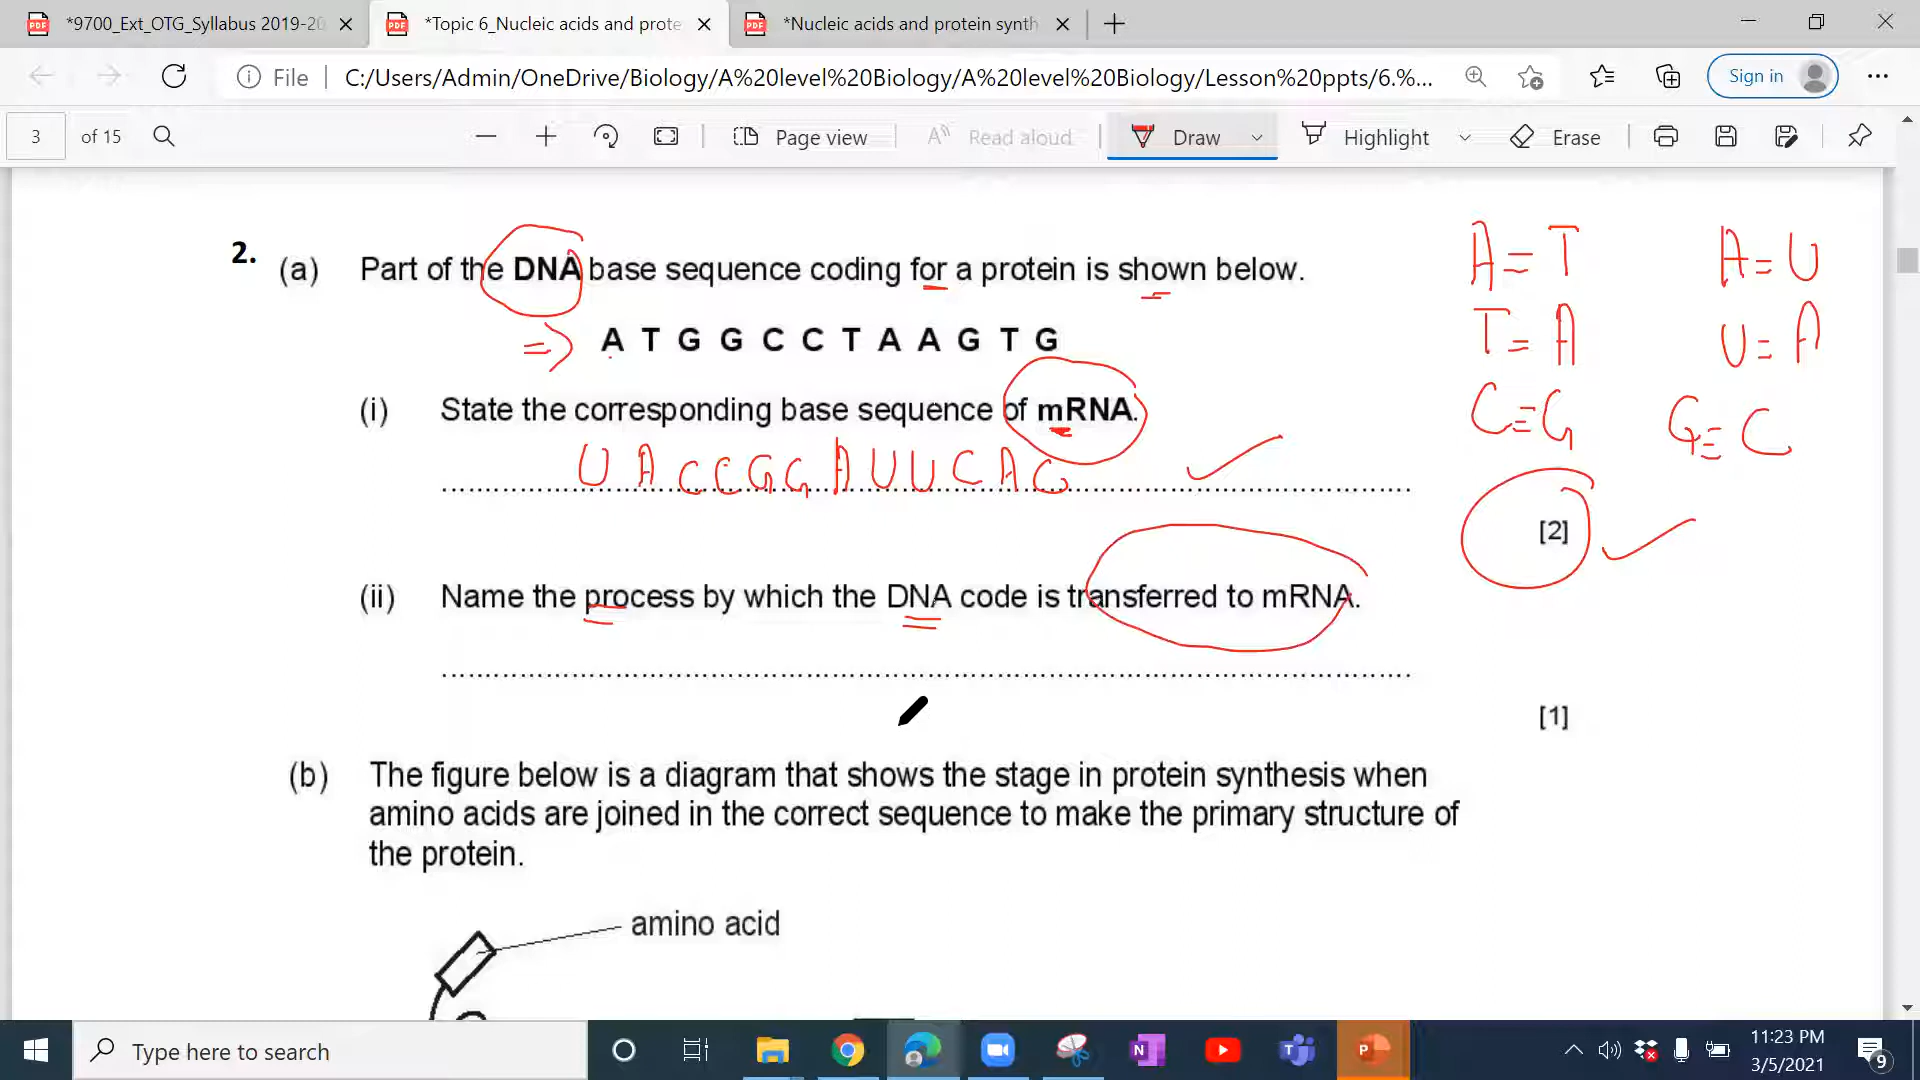 *9700_Ext_OTG_Syllabus 2019-20
*Topic 6_Nucleic acids and prote
*Nucleic acids and protein synth
File
C:/Users/Admin/OneDrive/Biology/A%20level%20Biology/A%20level%20Biology/Lesson%20ppts/6.%...
Sign in
3 of 15
Page view
Read aloud
Draw
Highlight
Erase
2. (a) Part of the DNA base sequence coding for a protein is shown below.
A = T A = U
A T G G C C T A A G T G
T = A U = A
(i) State the corresponding base sequence of mRNA.
C ≡ G G ≡ C
U A C C G G A U U C A C
[2]
(ii) Name the process by which the DNA code is transferred to mRNA.
[1]
(b) The figure below is a diagram that shows the stage in protein synthesis when
amino acids are joined in the correct sequence to make the primary structure of
the protein.
amino acid
Type here to search
11:23 PM
3/5/2021
9